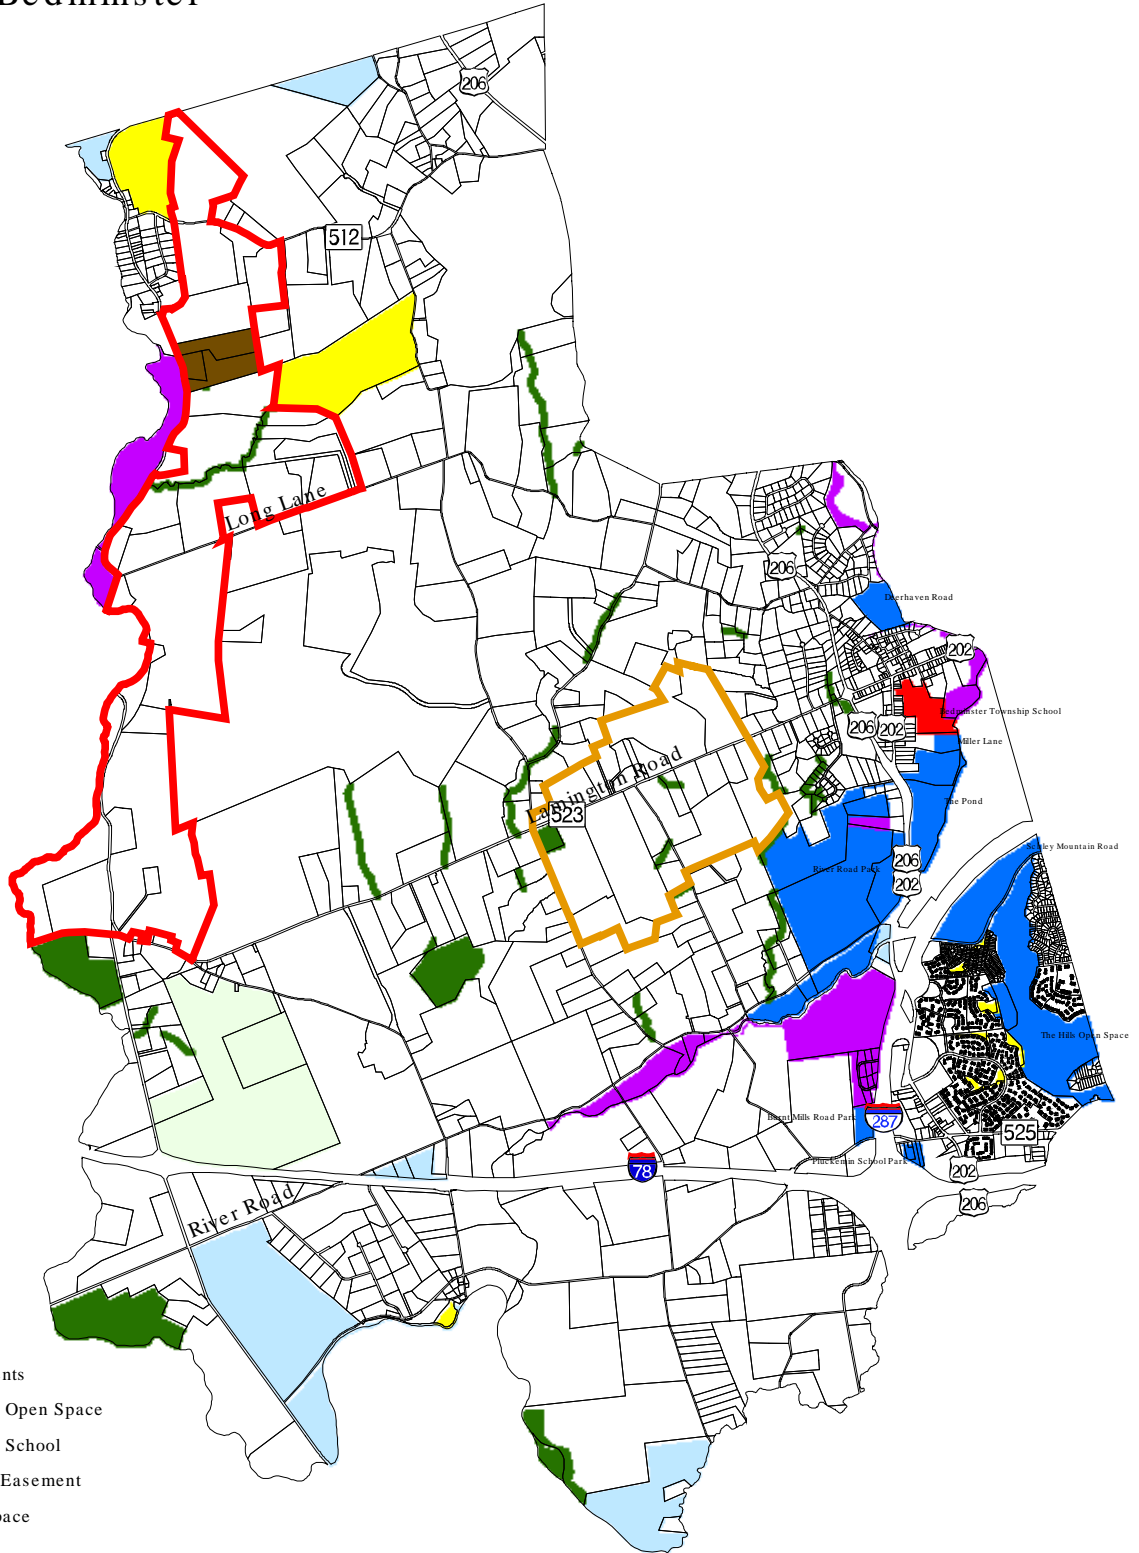 Bedminster
206
512
Long Lane
206
Deerhaven Road
202
Bedminster Township School
206
202
Miller Lane
Lamington Road
The Pond
523
Schley Mountain Road
206
River Road Park
202
The Hills Open Space
Burnt Mills Road Park
287
525
Pluckemin School Park
78
202
River Road
206
nts
Open Space
School
Easement
pace